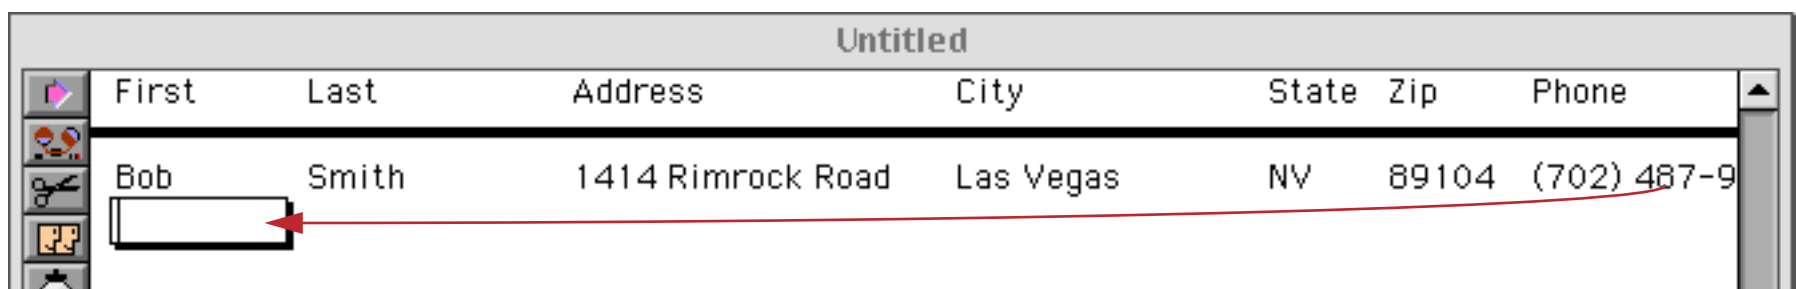 Untitled
First Last Address City State Zip Phone
Bob Smith 1414 Rimrock Road Las Vegas NV 89104 (702) 487-9